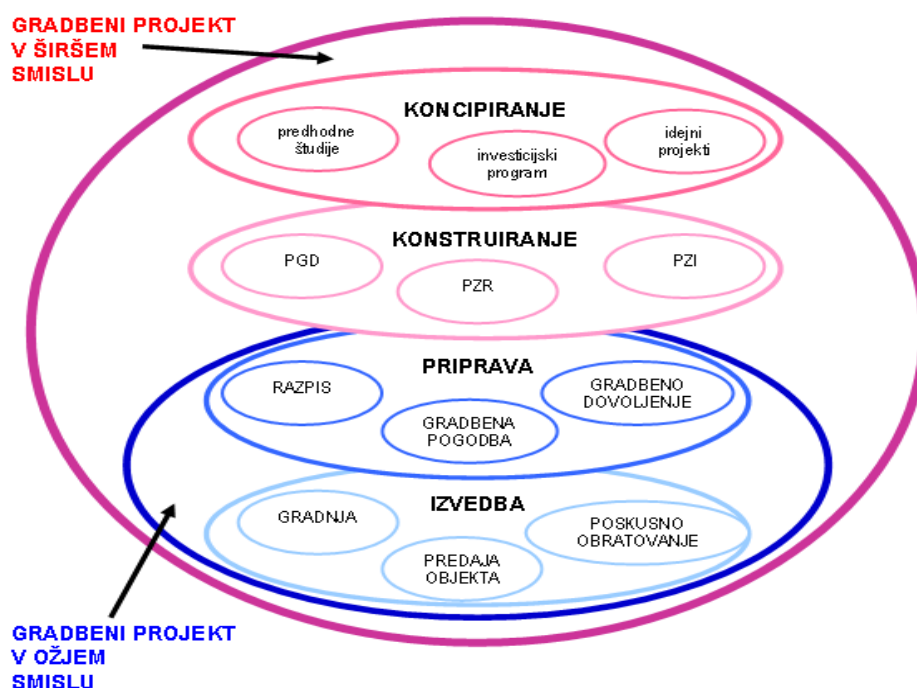 GRADBENI PROJEKT
V ŠIRŠEM
SMISLU
KONCIPIRANJE
predhodne
študije
investicijski
program
idejni
projekti
KONSTRUIRANJE
PGD
PZR
PZI
PRIPRAVA
RAZPIS
GRADBENA
POGODBA
GRADBENO
DOVOLJENJE
IZVEDBA
GRADNJA
PREDAJA
OBJEKTA
POSKUSNO
OBRATOVANJE
GRADBENI PROJEKT
V OŽJEM
SMISLU